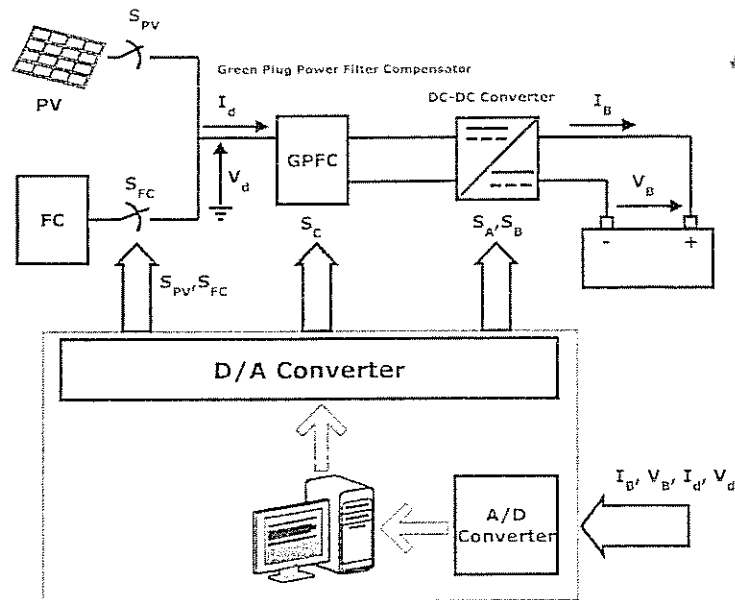 S_PV
PV
Green Plug Power Filter Compensator
DC-DC Converter
I_d
I_B
GPFC
V_d
V_B
S_FC
FC
- +
S_C
S_A, S_B
S_PV, S_FC
D/A Converter
A/D
Converter
I_B, V_B, I_d, V_d